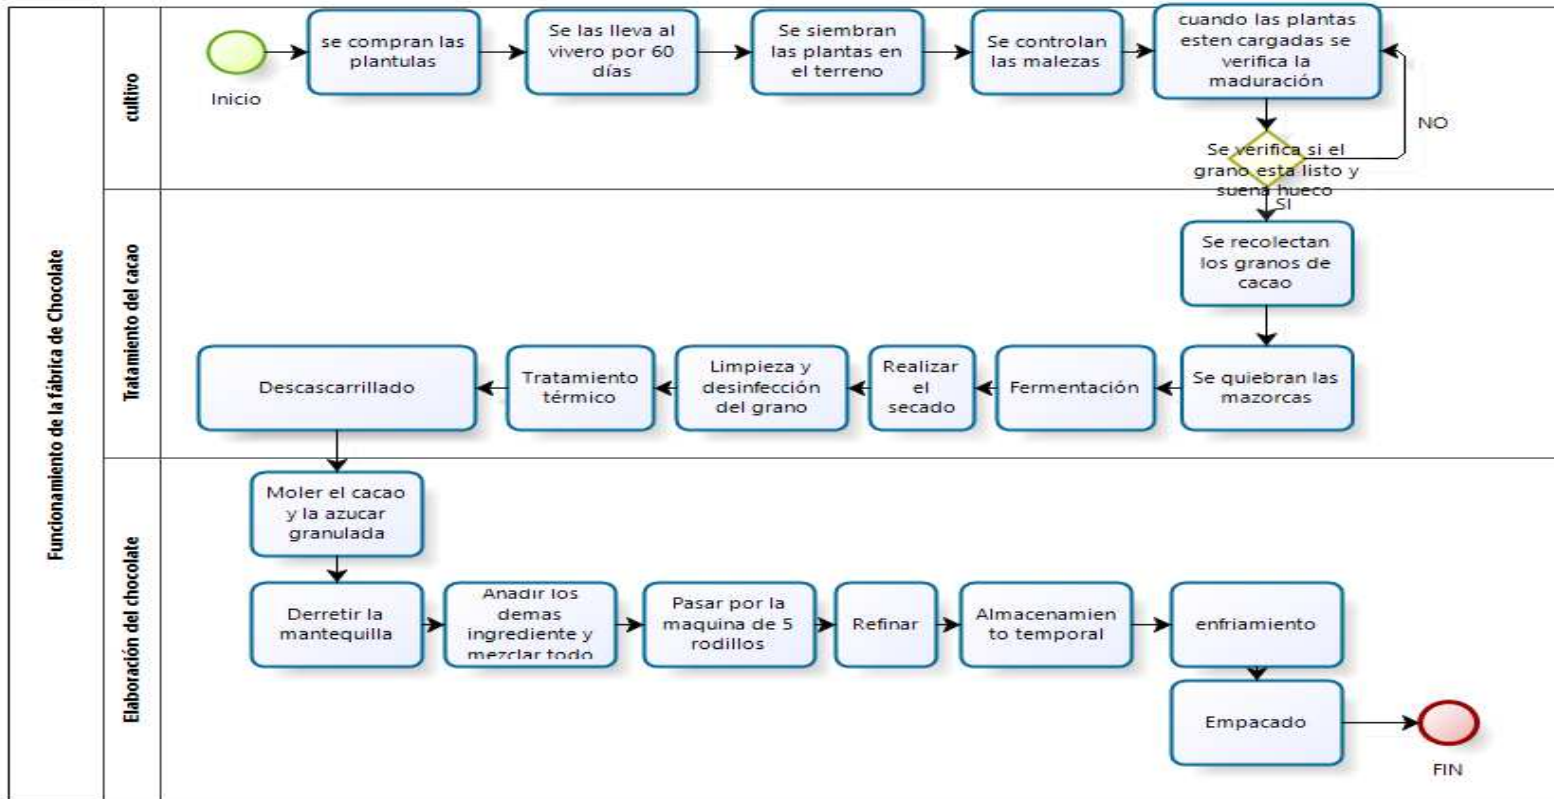 Funcionamiento de la fábrica de Chocolate
cultivo
Inicio
se compran las
plantulas
Se las lleva al
vivero por 60
días
Se siembran
las plantas en
el terreno
Se controlan
las malezas
cuando las plantas
esten cargadas se
verifica la
maduración
NO
Se verifica si el
grano esta listo y
suena hueco
SI
Tratamiento del cacao
Se recolectan
los granos de
cacao
Se quiebran las
mazorcas
Fermentación
Realizar
el
secado
Limpieza y
desinfección
del grano
Tratamiento
térmico
Descascarrillado
Elaboración del chocolate
Moler el cacao
y la azucar
granulada
Derretir la
mantequilla
Anadir los
demas
ingrediente y
mezclar todo
Pasar por la
maquina de 5
rodillos
Refinar
Almacenamien
to temporal
enfriamiento
Empacado
FIN